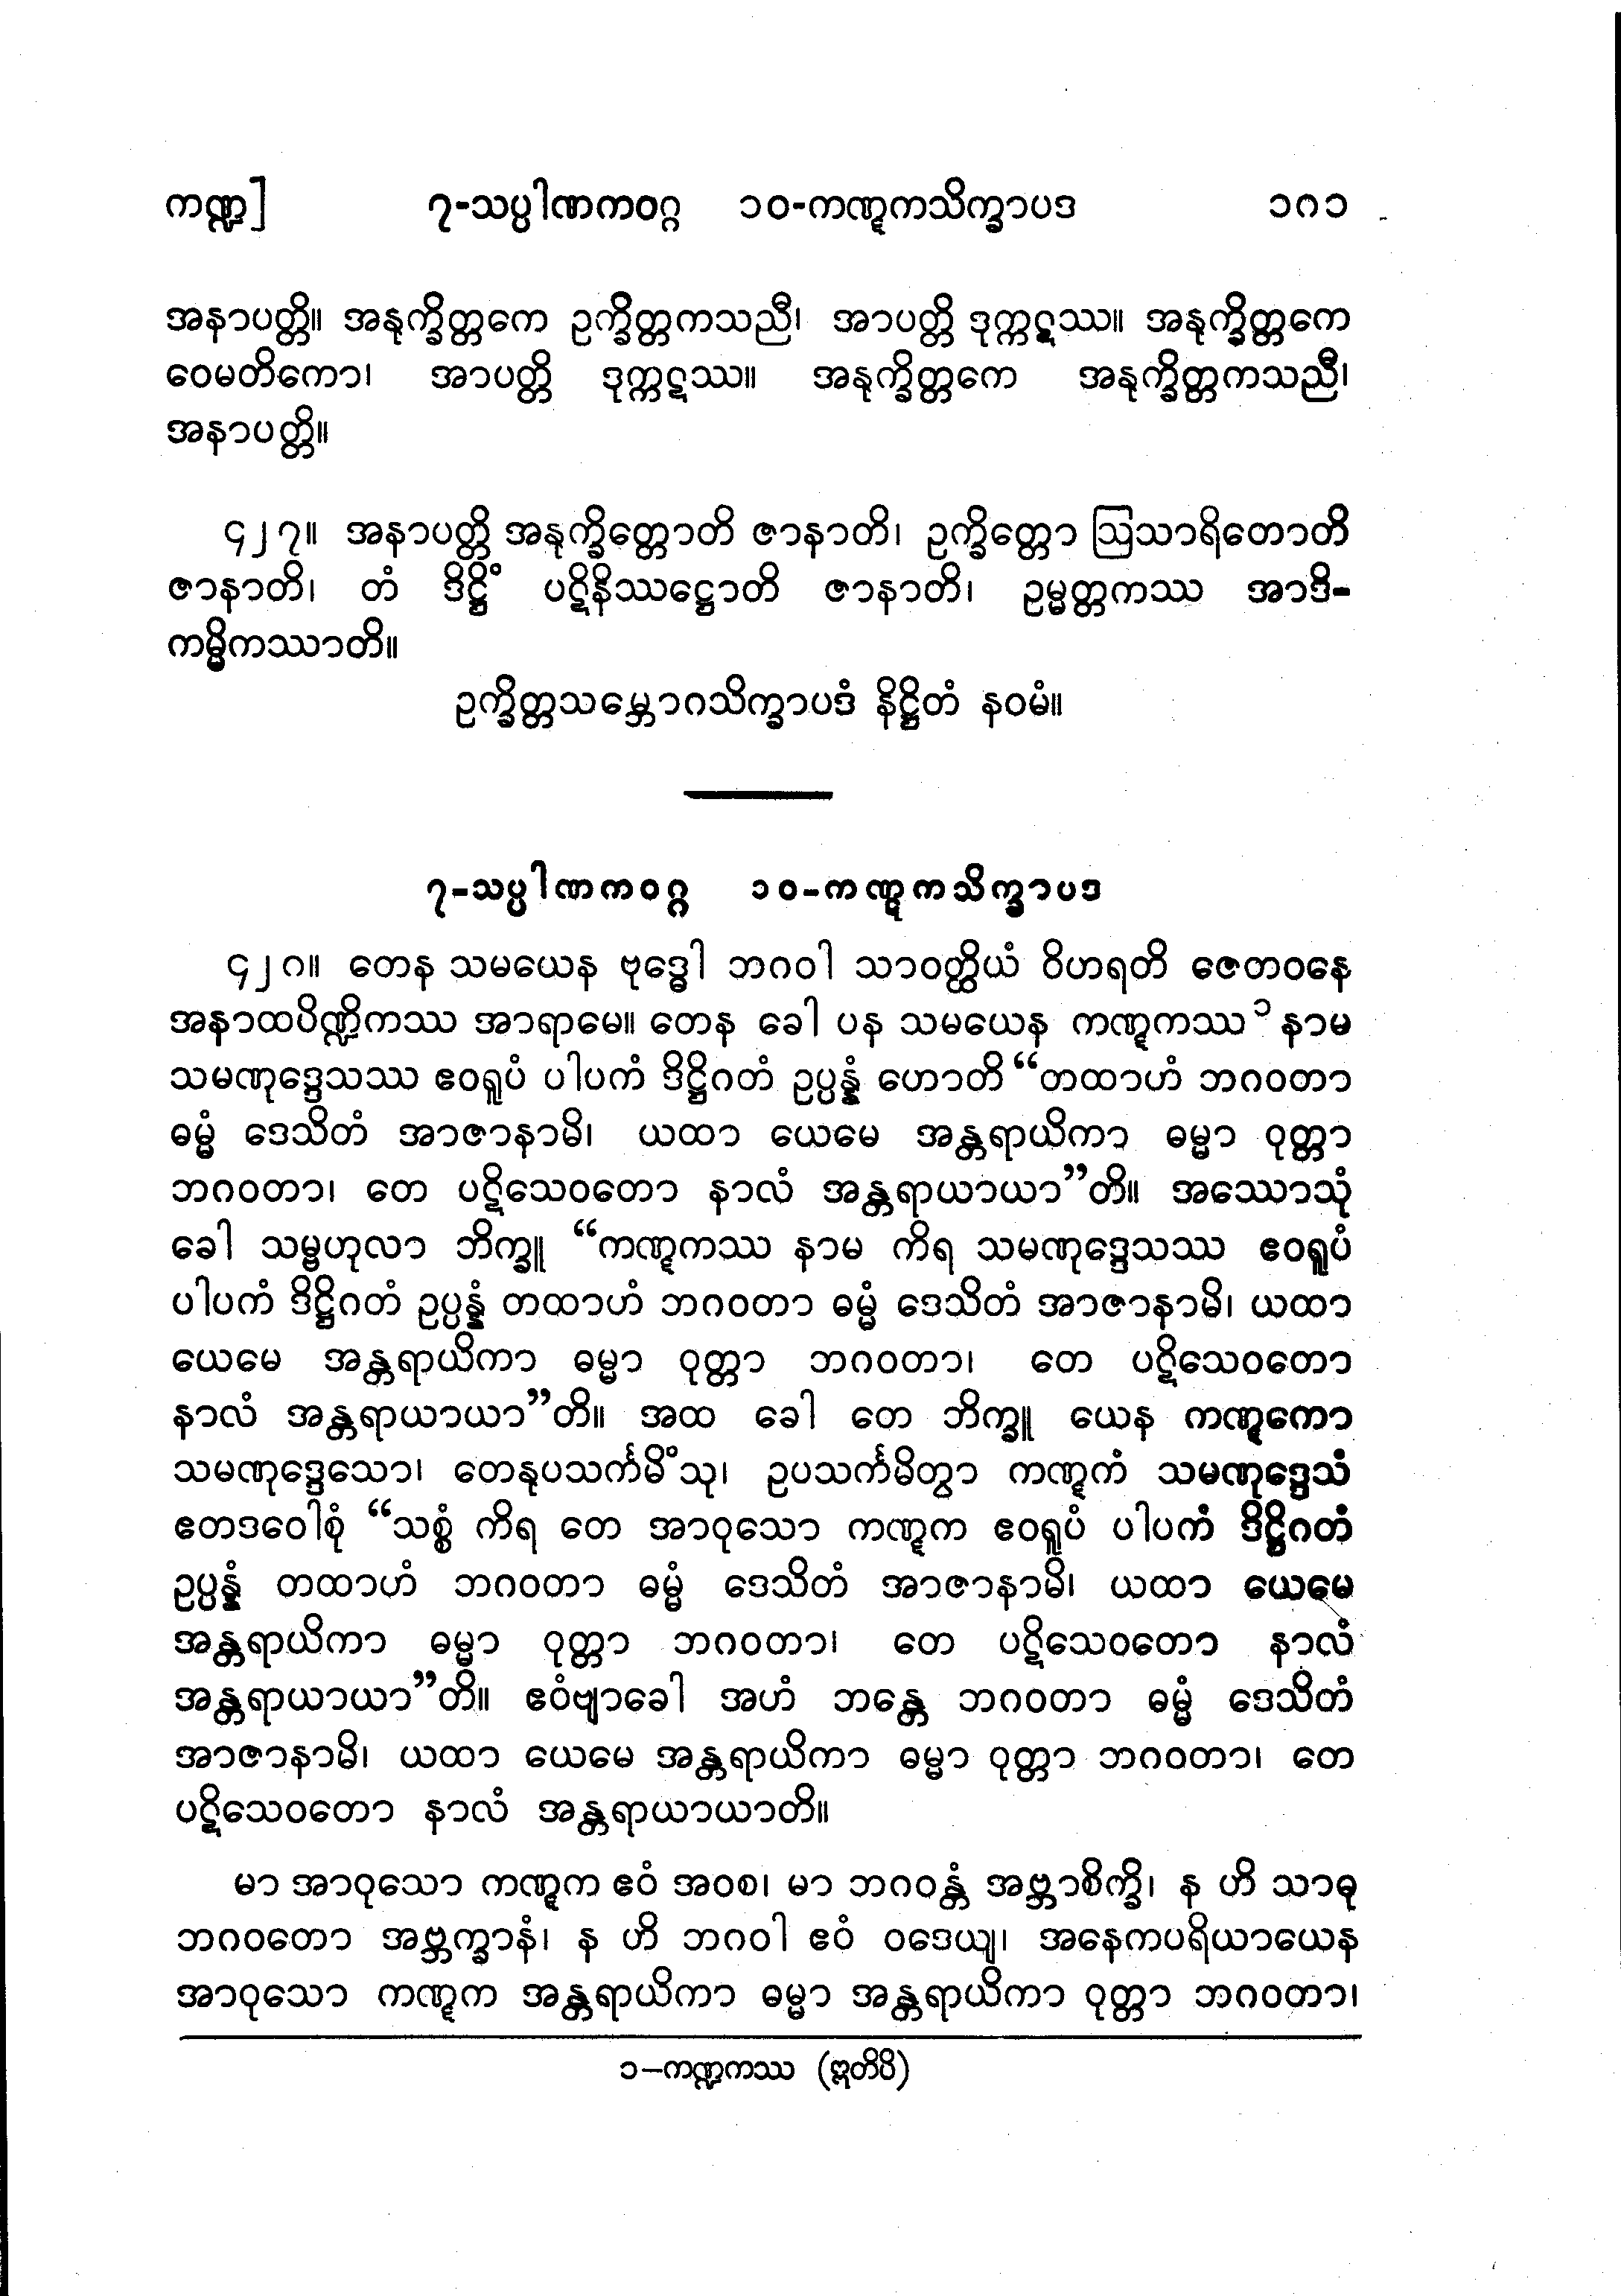 ကဏ္ဍ] ၇-သပ္ပါဏကဝဂ္ဂ ၁၀-ကဏ္ဋကသိက္ခာပဒ ၁၈၁
အနာပတ္တိ။ အနုက္ခိတ္တကေ ဥက္ခိတ္တကသညီ၊ အာပတ္တိ ဒုက္ကဋဿ။ အနုက္ခိတ္တကေ
ဝေမတိကော၊ အာပတ္တိ ဒုက္ကဋဿ။ အနုက္ခိတ္တကေ အနုက္ခိတ္တကသညီ၊
အနာပတ္တိ။
၄၂၇။ အနာပတ္တိ အနုက္ခိတ္တောတိ ဇာနာတိ၊ ဥက္ခိတ္တော ဩသာရိတောတိ
ဇာနာတိ၊ တံ ဒိဋ္ဌိံ ပဋိနိဿဋ္ဌောတိ ဇာနာတိ၊ ဥမ္မတ္တကဿ အာဒိ-
ကမ္မိကဿာတိ။
ဥက္ခိတ္တသမ္ဘောဂသိက္ခာပဒံ နိဋ္ဌိတံ နဝမံ။
၇-သပ္ပါဏကဝဂ္ဂ ၁၀-ကဏ္ဋကသိက္ခာပဒ
၄၂၈။ တေန သမယေန ဗုဒ္ဓေါ ဘဂဝါ သာဝတ္ထိယံ ဝိဟရတိ ဇေတဝနေ
အနာထပိဏ္ဍိကဿ အာရာမေ။ တေန ခေါ ပန သမယေန ကဏ္ဋကဿ ၁ နာမ
သမဏုဒ္ဒေသဿ ဧဝရူပံ ပါပကံ ဒိဋ္ဌိဂတံ ဥပ္ပန္နံ ဟောတိ “တထာဟံ ဘဂဝတာ
ဓမ္မံ ဒေသိတံ အာဇာနာမိ၊ ယထာ ယေမေ အန္တရာယိကာ ဓမ္မာ ဝုတ္တာ
ဘဂဝတာ၊ တေ ပဋိသေဝတော နာလံ အန္တရာယာယာ”တိ။ အဿောသုံ
ခေါ သမ္ဗဟုလာ ဘိက္ခူ “ကဏ္ဋကဿ နာမ ကိရ သမဏုဒ္ဒေသဿ ဧဝရူပံ
ပါပကံ ဒိဋ္ဌိဂတံ ဥပ္ပန္နံ တထာဟံ ဘဂဝတာ ဓမ္မံ ဒေသိတံ အာဇာနာမိ၊ ယထာ
ယေမေ အန္တရာယိကာ ဓမ္မာ ဝုတ္တာ ဘဂဝတာ၊ တေ ပဋိသေဝတော
နာလံ အန္တရာယာယာ”တိ။ အထ ခေါ တေ ဘိက္ခူ ယေန ကဏ္ဋကော
သမဏုဒ္ဒေသော၊ တေနုပသင်္ကမိံသု၊ ဥပသင်္ကမိတွာ ကဏ္ဋကံ သမဏုဒ္ဒေသံ
ဧတဒဝေါစုံ “သစ္စံ ကိရ တေ အာဝုသော ကဏ္ဋက ဧဝရူပံ ပါပကံ ဒိဋ္ဌိဂတံ
ဥပ္ပန္နံ တထာဟံ ဘဂဝတာ ဓမ္မံ ဒေသိတံ အာဇာနာမိ၊ ယထာ ယေမေ
အန္တရာယိကာ ဓမ္မာ ဝုတ္တာ ဘဂဝတာ၊ တေ ပဋိသေဝတော နာလံ
အန္တရာယာယာ”တိ။ ဧဝံဗျာခေါ အဟံ ဘန္တေ ဘဂဝတာ ဓမ္မံ ဒေသိတံ
အာဇာနာမိ၊ ယထာ ယေမေ အန္တရာယိကာ ဓမ္မာ ဝုတ္တာ ဘဂဝတာ၊ တေ
ပဋိသေဝတော နာလံ အန္တရာယာယာတိ။
မာ အာဝုသော ကဏ္ဋက ဧဝံ အဝစ၊ မာ ဘဂဝန္တံ အဗ္ဘာစိက္ခိ၊ န ဟိ သာဓု
ဘဂဝတော အဗ္ဘက္ခာနံ၊ န ဟိ ဘဂဝါ ဧဝံ ဝဒေယျ၊ အနေကပရိယာယေန
အာဝုသော ကဏ္ဋက အန္တရာယိကာ ဓမ္မာ အန္တရာယိကာ ဝုတ္တာ ဘဂဝတာ၊
၁–ကဏ္ဍကဿ (ဣတိပိ)